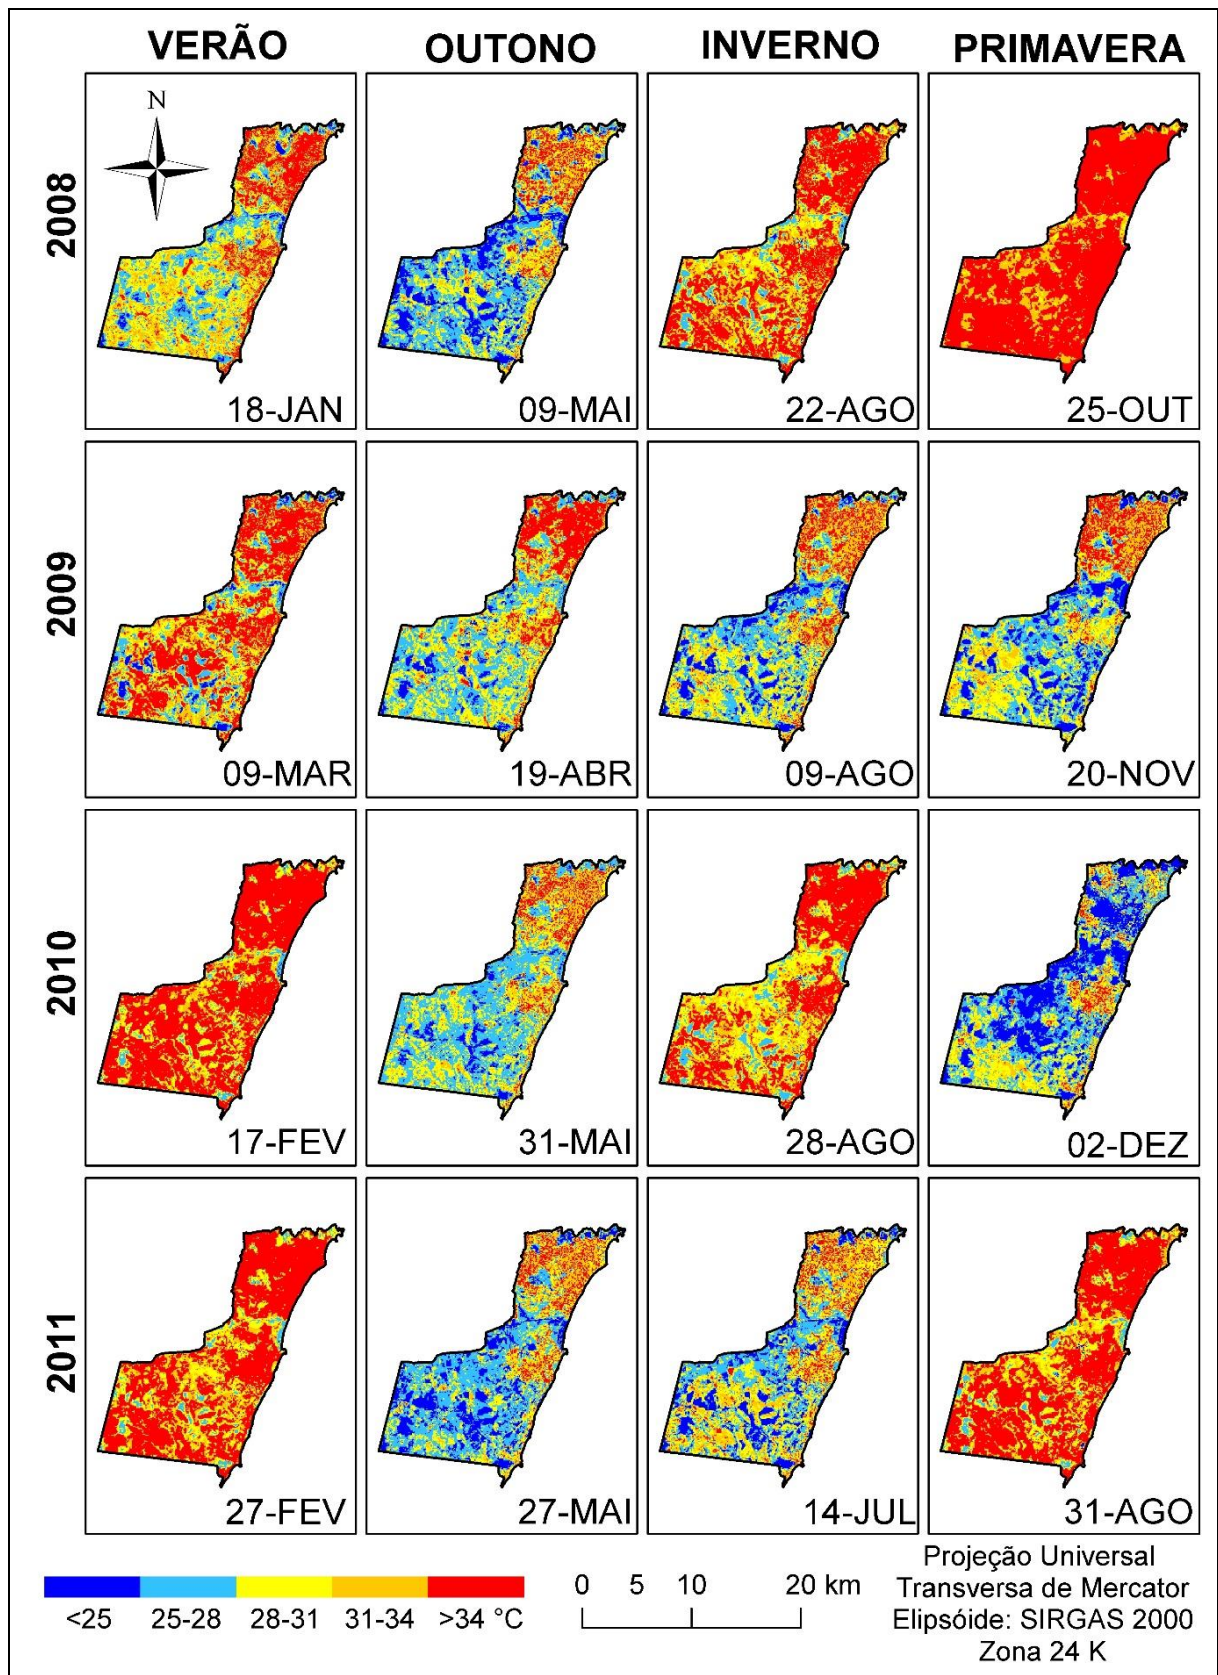 VERÃO OUTONO INVERNO PRIMAVERA
N
2008
18-JAN 09-MAI 22-AGO 25-OUT
2009
09-MAR 19-ABR 09-AGO 20-NOV
2010
17-FEV 31-MAI 28-AGO 02-DEZ
2011
27-FEV 27-MAI 14-JUL 31-AGO
<25 25-28 28-31 31-34 >34 °C
0 5 10 20 km
Projeção Universal
Transversa de Mercator
Elipsóide: SIRGAS 2000
Zona 24 K